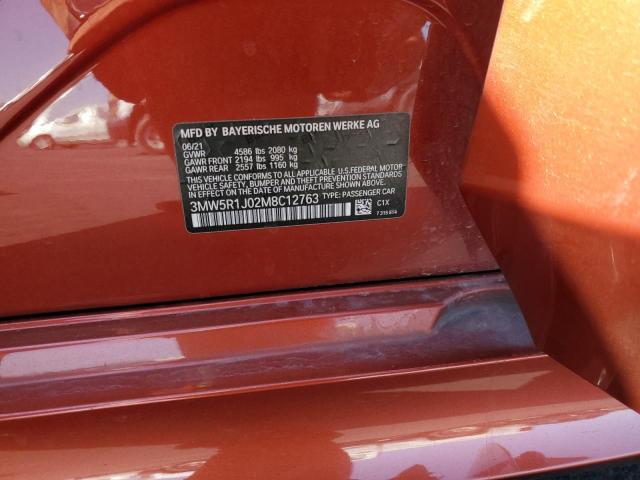 MFD BY BAYERISCHE MOTOREN WERKE AG
06/21
GVWR 4586 lbs 2080 kg
GAWR FRONT 2194 lbs 995 kg
GAWR REAR 2557 lbs 1160 kg
THIS VEHICLE CONFORMS TO ALL APPLICABLE U.S. FEDERAL MOTOR
VEHICLE SAFETY, BUMPER AND THEFT PREVENTION STANDARDS IN
EFFECT ON THE DATE OF MANUFACTURE SHOWN ABOVE.
3MW5R1J02M8C12763 TYPE: PASSENGER CAR
C1X